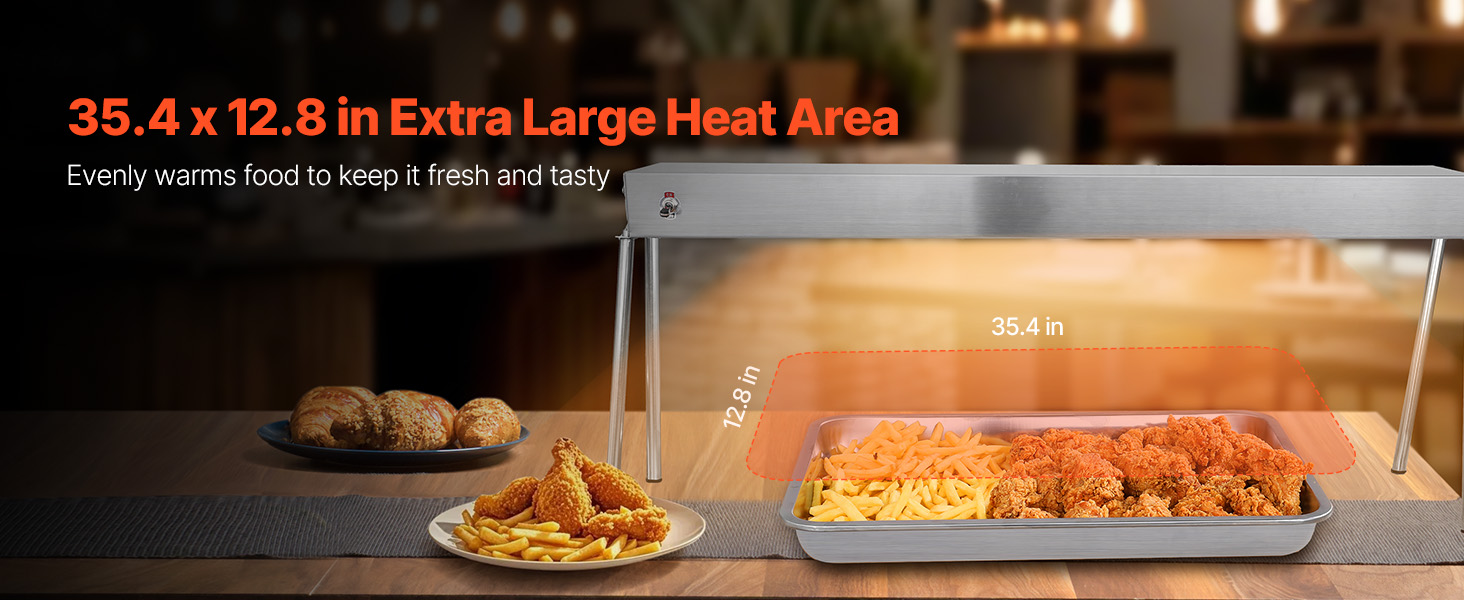 35.4 x 12.8 in Extra Large Heat Area
Evenly warms food to keep it fresh and tasty
35.4 in
12.8 in